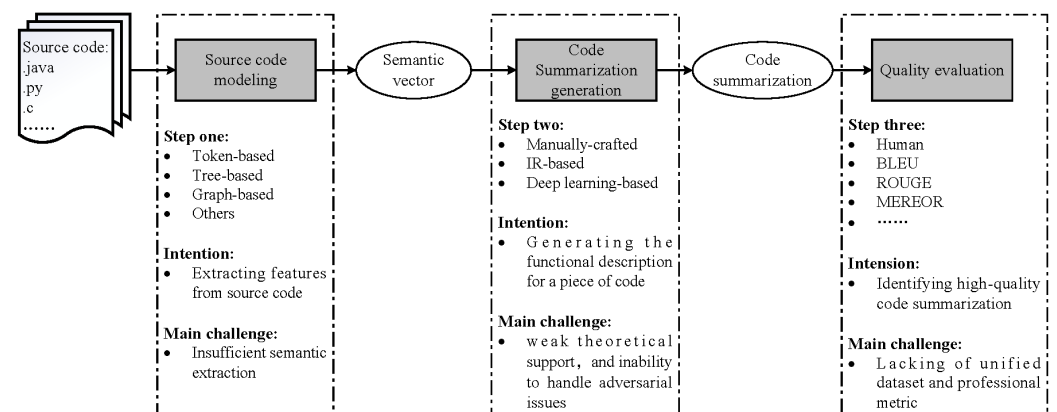 Source code:
.java
.py
.c
······
Source code
modeling
Semantic
vector
Code
Summarization
generation
Code
summarization
Quality evaluation
Step one:
• Token-based
• Tree-based
• Graph-based
• Others
Intention:
• Extracting features
from source code
Main challenge:
• Insufficient semantic
extraction
Step two:
• Manually-crafted
• IR-based
• Deep learning-based
Intention:
• Generating the
functional description
for a piece of code
Main challenge:
• weak theoretical
support, and inability
to handle adversarial
issues
Step three:
• Human
• BLEU
• ROUGE
• MEREOR
• ······
Intension:
• Identifying high-quality
code summarization
Main challenge:
• Lacking of unified
dataset and professional
metric